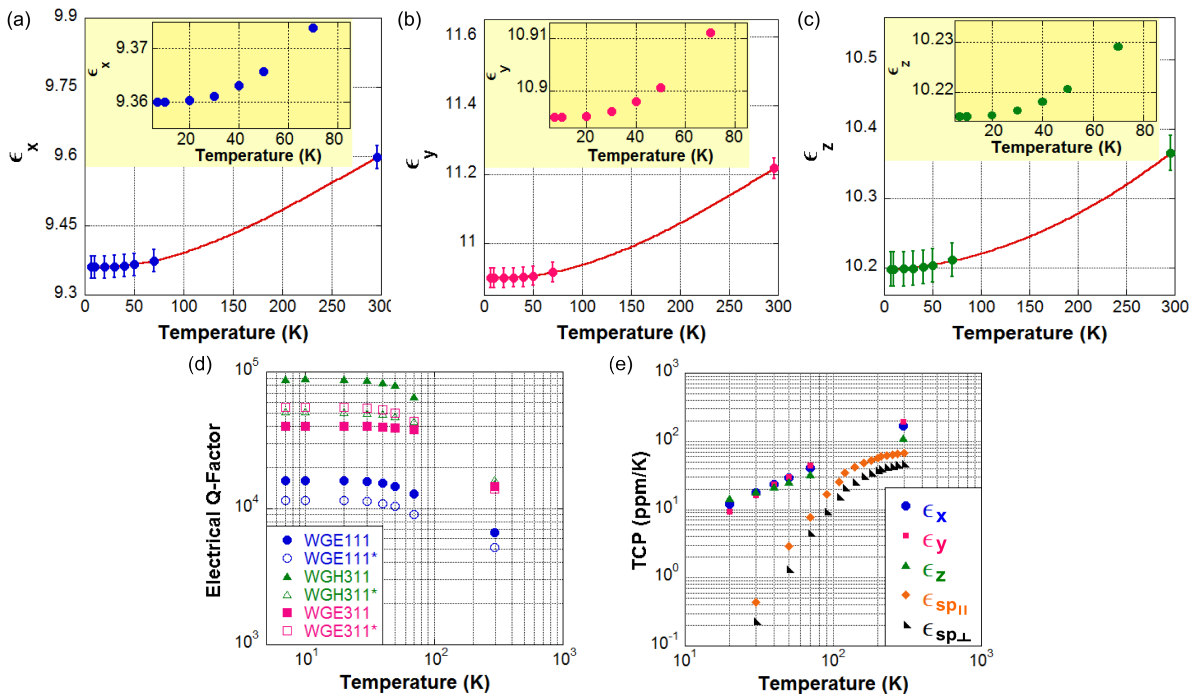 (a)
9.9
9.75
9.6
9.45
9.3
ϵx
0 50 100 150 200 250 300
Temperature (K)
9.37
9.36
ϵx
20 40 60 80
Temperature (K)
(b)
11.6
11.4
11.2
11
ϵy
0 50 100 150 200 250 300
Temperature (K)
10.91
10.9
ϵy
20 40 60 80
Temperature (K)
(c)
10.5
10.4
10.3
10.2
ϵz
0 50 100 150 200 250 300
Temperature (K)
10.23
10.22
ϵz
20 40 60 80
Temperature (K)
(d)
10^5
10^4
10^3
Electrical Q-Factor
WGE111
WGE111*
WGH311
WGH311*
WGE311
WGE311*
10^1 10^2 10^3
Temperature (K)
(e)
10^3
10^2
10^1
10^0
10^-1
TCP (ppm/K)
ϵx
ϵy
ϵz
ϵsp||
ϵsp⊥
10^1 10^2 10^3
Temperature (K)